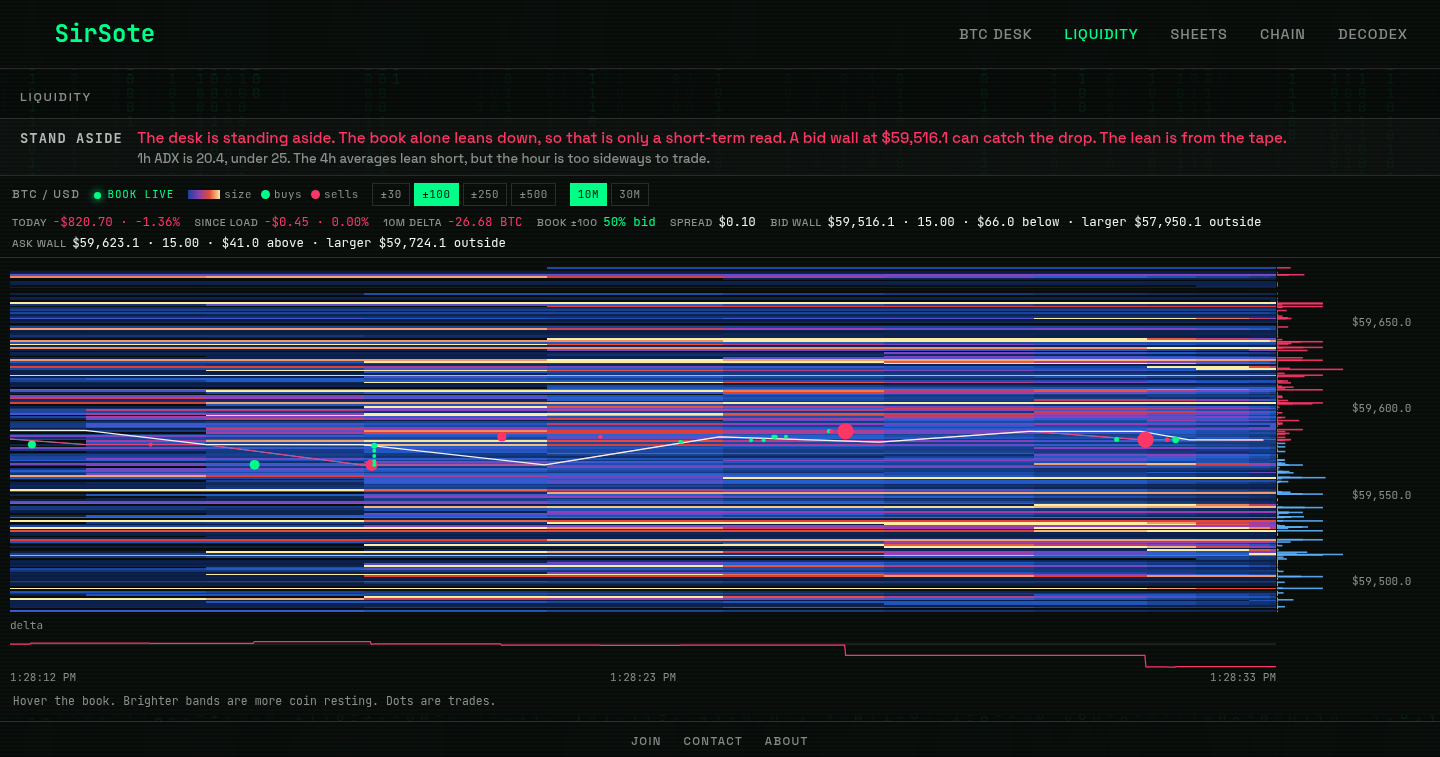 SirSote
BTC DESK LIQUIDITY SHEETS CHAIN DECODEX
LIQUIDITY
STAND ASIDE The desk is standing aside. The book alone leans down, so that is only a short-term read. A bid wall at $59,516.1 can catch the drop. The lean is from the tape.
1h ADX is 20.4, under 25. The 4h averages lean short, but the hour is too sideways to trade.
BTC / USD BOOK LIVE size buys sells ±30 ±100 ±250 ±500 10M 30M
TODAY -$820.70 · -1.36% SINCE LOAD -$0.45 · 0.00% 10M DELTA -26.68 BTC BOOK ±100 50% bid SPREAD $0.10 BID WALL $59,516.1 · 15.00 · $66.0 below · larger $57,950.1 outside
ASK WALL $59,623.1 · 15.00 · $41.0 above · larger $59,724.1 outside
$59,650.0
$59,600.0
$59,550.0
$59,500.0
delta
1:28:12 PM 1:28:23 PM 1:28:33 PM
Hover the book. Brighter bands are more coin resting. Dots are trades.
JOIN CONTACT ABOUT